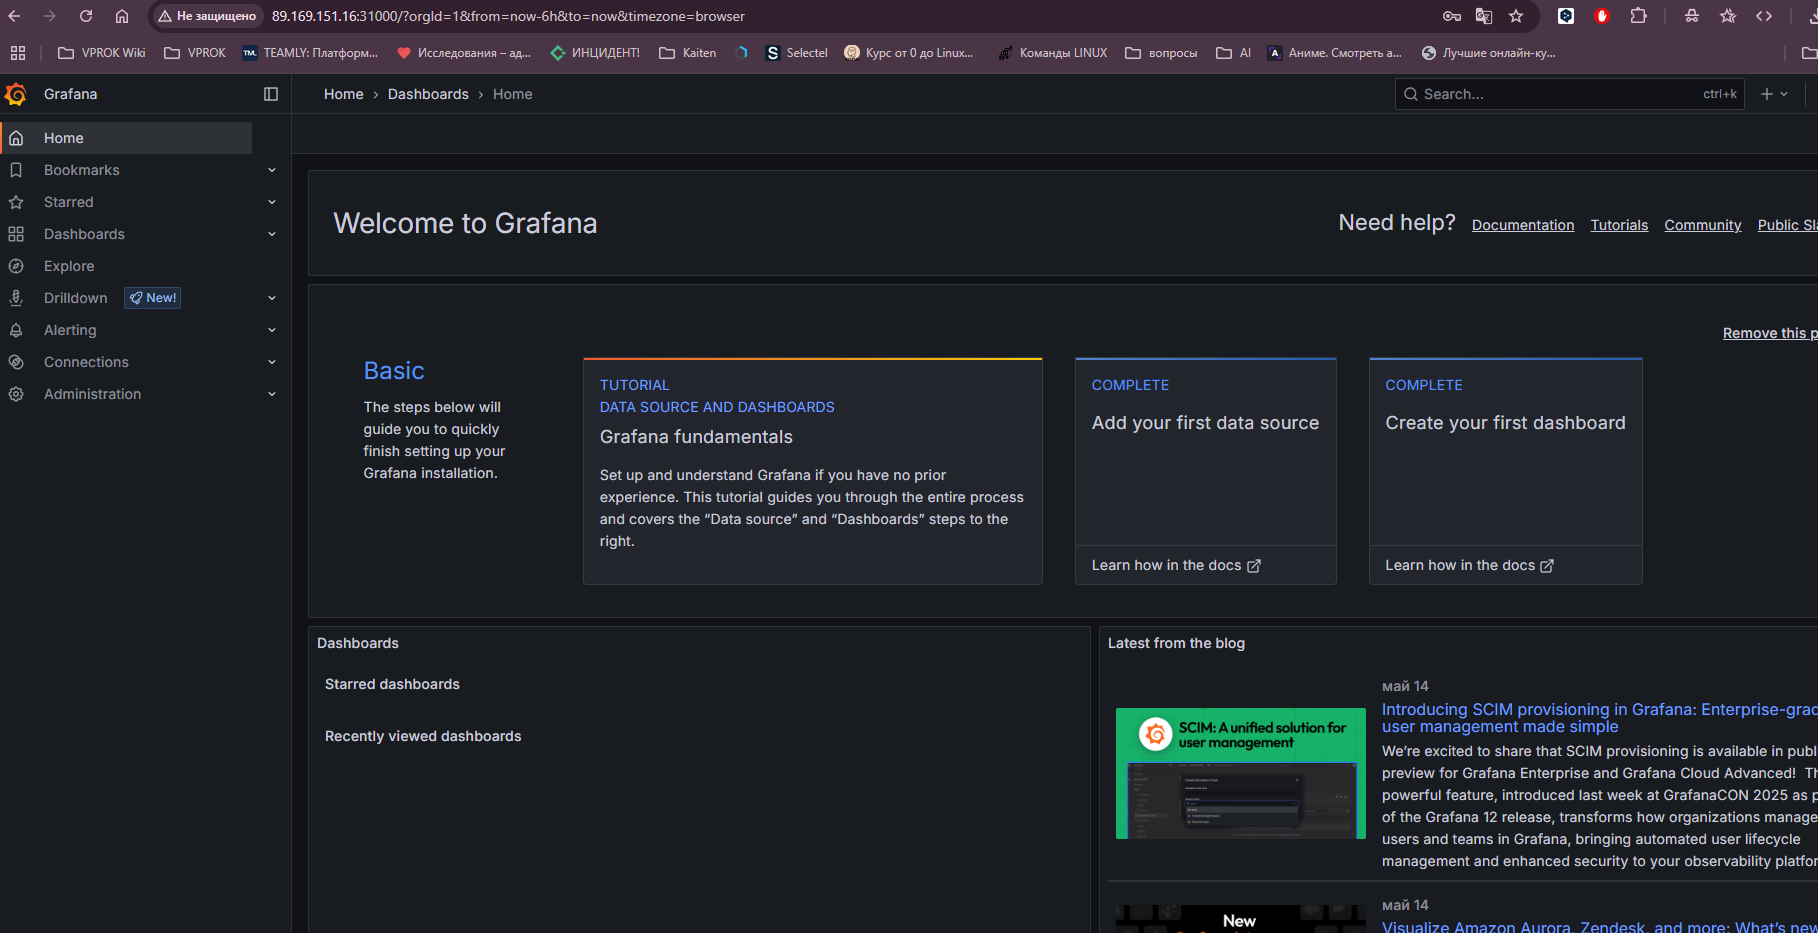 Не защищено
89.169.151.16:31000/?orgId=1&from=now-6h&to=now&timezone=browser
VPROK Wiki
VPROK
TEAMLY: Платформ...
Исследования – ад...
ИНЦИДЕНТ!
Kaiten
Selectel
Курс от 0 до Linux...
Команды LINUX
вопросы
AI
Аниме. Смотреть а...
Лучшие онлайн-ку...
Grafana
Home › Dashboards › Home
Search...
ctrl+k
Home
Bookmarks
Starred
Dashboards
Explore
Drilldown
New!
Alerting
Connections
Administration
Welcome to Grafana
Need help?
Documentation
Tutorials
Community
Public Sl
Remove this p
Basic
The steps below will
guide you to quickly
finish setting up your
Grafana installation.
TUTORIAL
DATA SOURCE AND DASHBOARDS
Grafana fundamentals
Set up and understand Grafana if you have no prior
experience. This tutorial guides you through the entire process
and covers the “Data source” and “Dashboards” steps to the
right.
COMPLETE
Add your first data source
Learn how in the docs
COMPLETE
Create your first dashboard
Learn how in the docs
Dashboards
Starred dashboards
Recently viewed dashboards
Latest from the blog
SCIM: A unified solution for
user management
май 14
Introducing SCIM provisioning in Grafana: Enterprise-grad
user management made simple
We’re excited to share that SCIM provisioning is available in publ
preview for Grafana Enterprise and Grafana Cloud Advanced! Th
powerful feature, introduced last week at GrafanaCON 2025 as p
of the Grafana 12 release, transforms how organizations manage
users and teams in Grafana, bringing automated user lifecycle
management and enhanced security to your observability platfor
New
май 14
Visualize Amazon Aurora, Zendesk, and more: What’s new